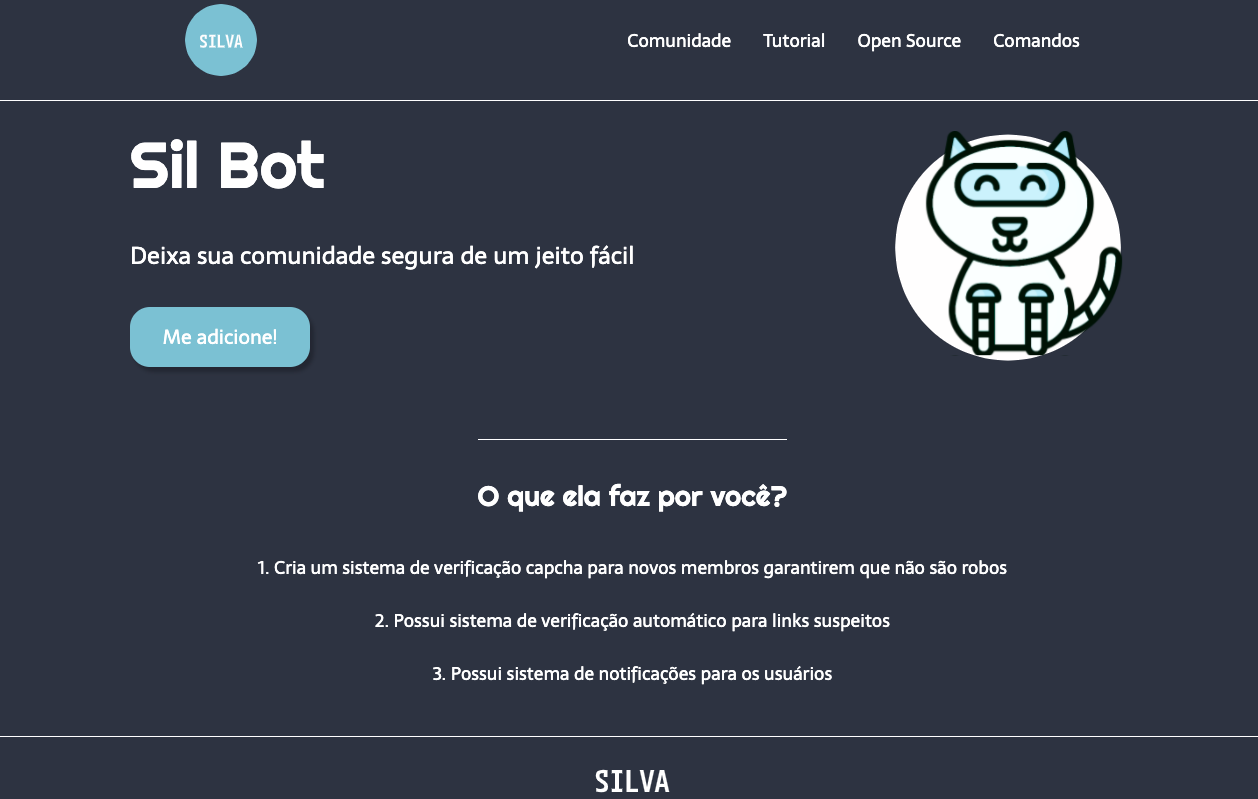 SILVA
Comunidade Tutorial Open Source Comandos
Sil Bot
Deixa sua comunidade segura de um jeito fácil
Me adicione!
O que ela faz por você?
1. Cria um sistema de verificação capcha para novos membros garantirem que não são robos
2. Possui sistema de verificação automático para links suspeitos
3. Possui sistema de notificações para os usuários
SILVA